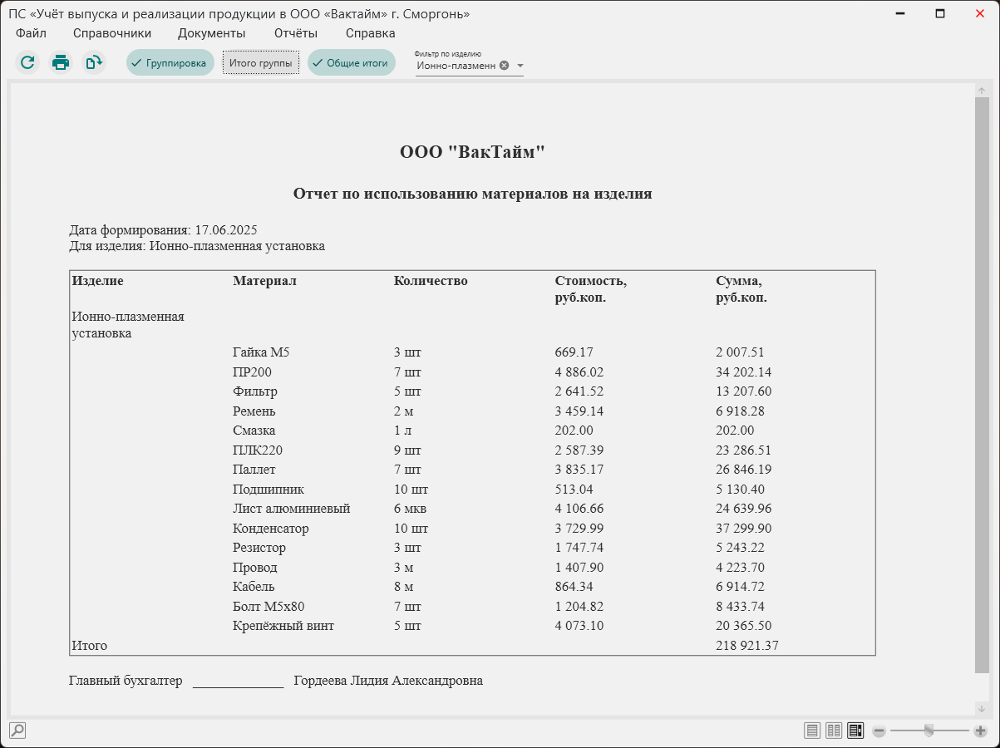 ПС «Учёт выпуска и реализации продукции в ООО «Вактайм» г. Сморгонь»
Файл Справочники Документы Отчёты Справка
Группировка Итого группы Общие итоги
Фильтр по изделию
Ионно-плазменн
ООО "ВакТайм"
Отчет по использованию материалов на изделия
Дата формирования: 17.06.2025
Для изделия: Ионно-плазменная установка
Изделие Материал Количество Стоимость, Сумма,
руб.коп. руб.коп.
Ионно-плазменная
установка
Гайка М5 3 шт 669.17 2 007.51
ПР200 7 шт 4 886.02 34 202.14
Фильтр 5 шт 2 641.52 13 207.60
Ремень 2 м 3 459.14 6 918.28
Смазка 1 л 202.00 202.00
ПЛК220 9 шт 2 587.39 23 286.51
Паллет 7 шт 3 835.17 26 846.19
Подшипник 10 шт 513.04 5 130.40
Лист алюминиевый 6 мкв 4 106.66 24 639.96
Конденсатор 10 шт 3 729.99 37 299.90
Резистор 3 шт 1 747.74 5 243.22
Провод 3 м 1 407.90 4 223.70
Кабель 8 м 864.34 6 914.72
Болт М5х80 7 шт 1 204.82 8 433.74
Крепёжный винт 5 шт 4 073.10 20 365.50
Итого 218 921.37
Главный бухгалтер ______________ Гордеева Лидия Александровна